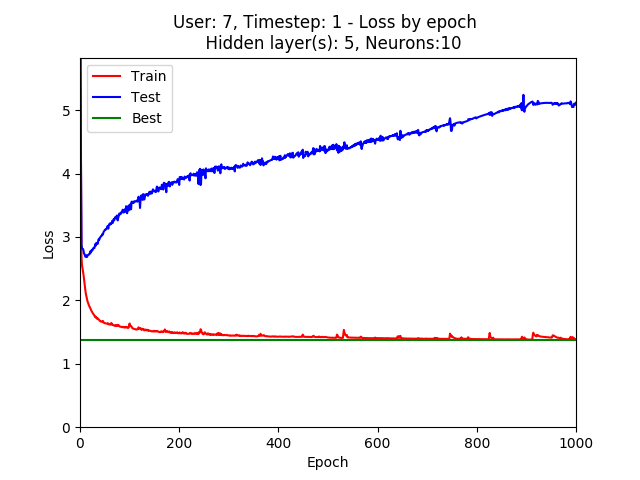 User: 7, Timestep: 1 - Loss by epoch
Hidden layer(s): 5, Neurons:10
Train
Test
Best
5
4
3
2
1
0
Loss
0 200 400 600 800 1000
Epoch